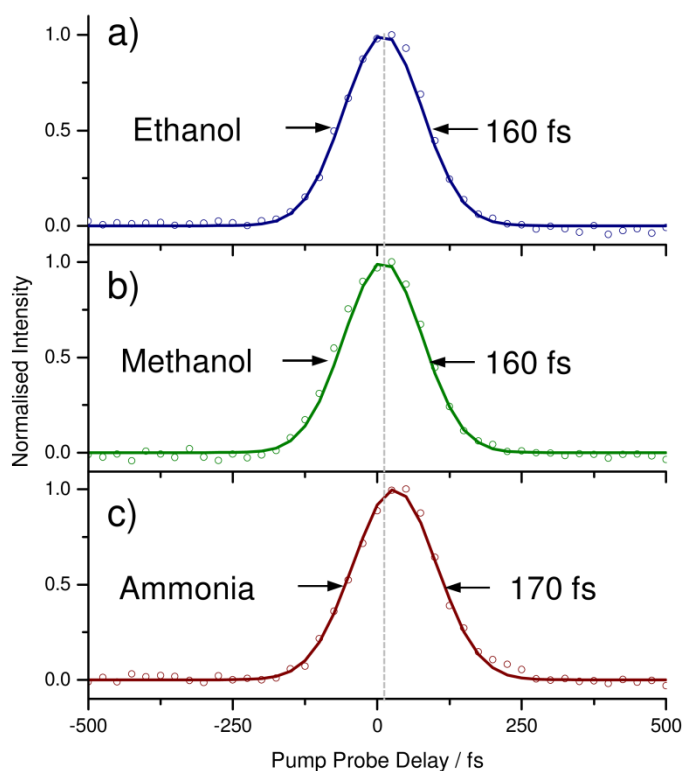 a)
1.0
Ethanol
160 fs
0.5
0.0
b)
1.0
Methanol
160 fs
0.5
0.0
Normalised Intensity
c)
1.0
Ammonia
170 fs
0.5
0.0
-500 -250 0 250 500
Pump Probe Delay / fs